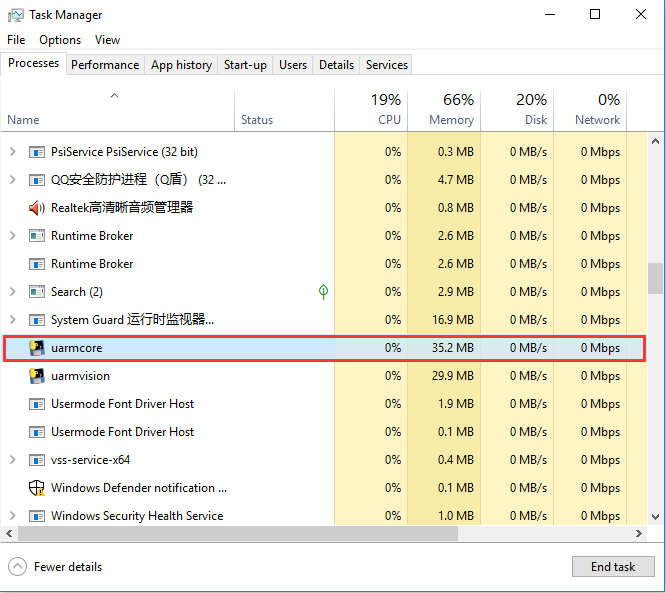 Task Manager
File Options View
Processes Performance App history Start-up Users Details Services
19% 66% 20% 0%
Name Status CPU Memory Disk Network
PsiService PsiService (32 bit) 0% 0.3 MB 0 MB/s 0 Mbps
QQ安全防护进程（Q盾） (32 ... 0% 4.7 MB 0 MB/s 0 Mbps
Realtek高清晰音频管理器 0% 0.8 MB 0 MB/s 0 Mbps
Runtime Broker 0% 2.6 MB 0 MB/s 0 Mbps
Runtime Broker 0% 2.6 MB 0 MB/s 0 Mbps
Search (2) 0% 2.9 MB 0 MB/s 0 Mbps
System Guard 运行时监视器... 0% 16.9 MB 0 MB/s 0 Mbps
uarmcore 0% 35.2 MB 0 MB/s 0 Mbps
uarmvision 0% 29.9 MB 0 MB/s 0 Mbps
Usermode Font Driver Host 0% 1.9 MB 0 MB/s 0 Mbps
Usermode Font Driver Host 0% 0.1 MB 0 MB/s 0 Mbps
vss-service-x64 0% 0.4 MB 0 MB/s 0 Mbps
Windows Defender notification ... 0% 0.1 MB 0 MB/s 0 Mbps
Windows Security Health Service 0% 1.0 MB 0 MB/s 0 Mbps
Fewer details End task